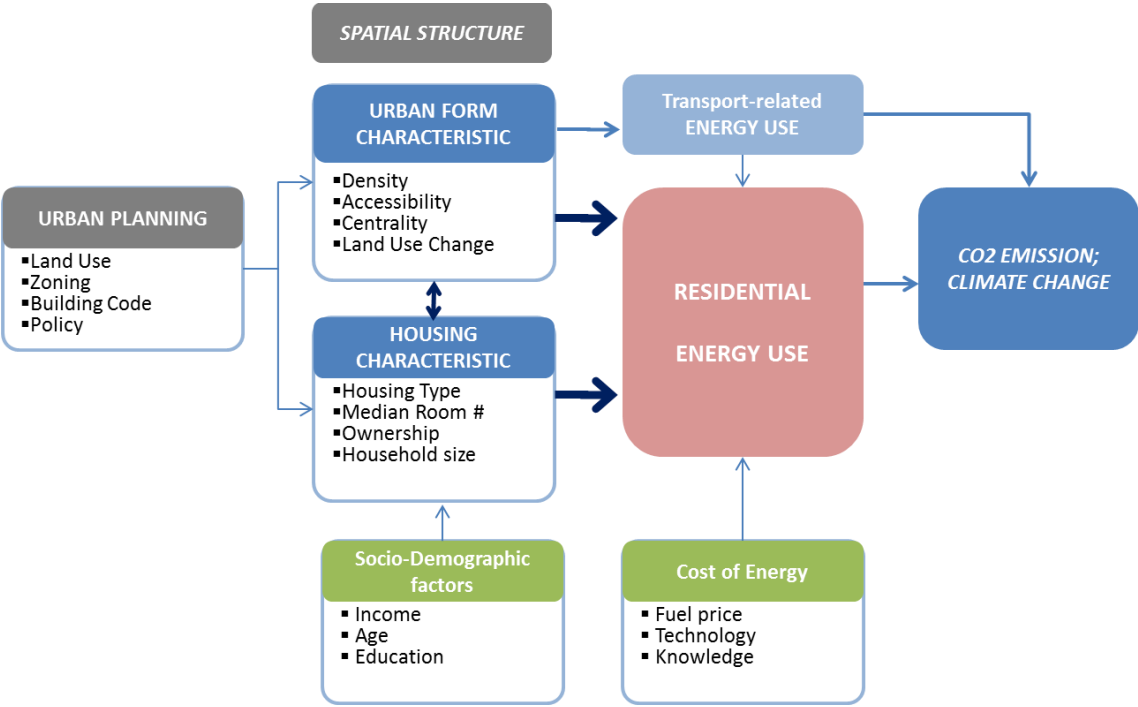 SPATIAL STRUCTURE
URBAN FORM
CHARACTERISTIC
▪Density
▪Accessibility
▪Centrality
▪Land Use Change
Transport-related
ENERGY USE
URBAN PLANNING
▪Land Use
▪Zoning
▪Building Code
▪Policy
RESIDENTIAL
ENERGY USE
CO2 EMISSION;
CLIMATE CHANGE
HOUSING
CHARACTERISTIC
▪Housing Type
▪Median Room #
▪Ownership
▪Household size
Socio-Demographic
factors
▪ Income
▪ Age
▪ Education
Cost of Energy
▪ Fuel price
▪ Technology
▪ Knowledge